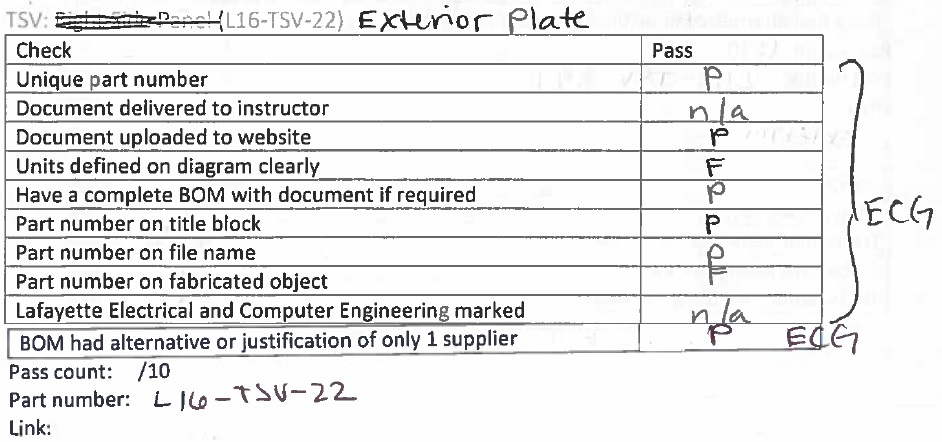 TSV: Right Side Panel (L16-TSV-22) Exterior Plate
Check Pass
Unique part number P
Document delivered to instructor n/a
Document uploaded to website P
Units defined on diagram clearly F
Have a complete BOM with document if required P
Part number on title block P
Part number on file name P
Part number on fabricated object F
Lafayette Electrical and Computer Engineering marked n/a
ECG
BOM had alternative or justification of only 1 supplier P ECG
Pass count: /10
Part number: L16-TSV-22
Link: